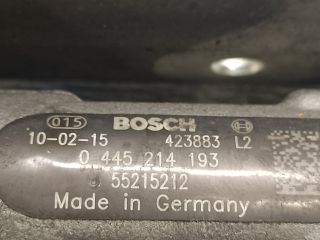 015 BOSCH
10-02-15 423883 L2
0 445 214 193
55215212
Made in Germany